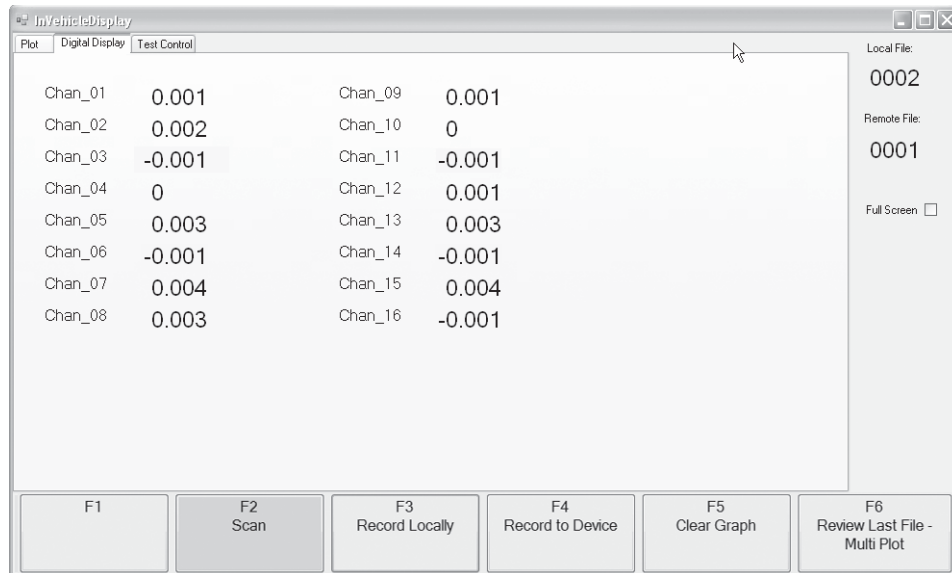 InVehicleDisplay
Plot Digital Display Test Control
Local File:
0002
Remote File:
0001
Full Screen
Chan_01 0.001 Chan_09 0.001
Chan_02 0.002 Chan_10 0
Chan_03 -0.001 Chan_11 -0.001
Chan_04 0 Chan_12 0.001
Chan_05 0.003 Chan_13 0.003
Chan_06 -0.001 Chan_14 -0.001
Chan_07 0.004 Chan_15 0.004
Chan_08 0.003 Chan_16 -0.001
F1 F2 F3 F4 F5 F6
Scan Record Locally Record to Device Clear Graph Review Last File -
Multi Plot